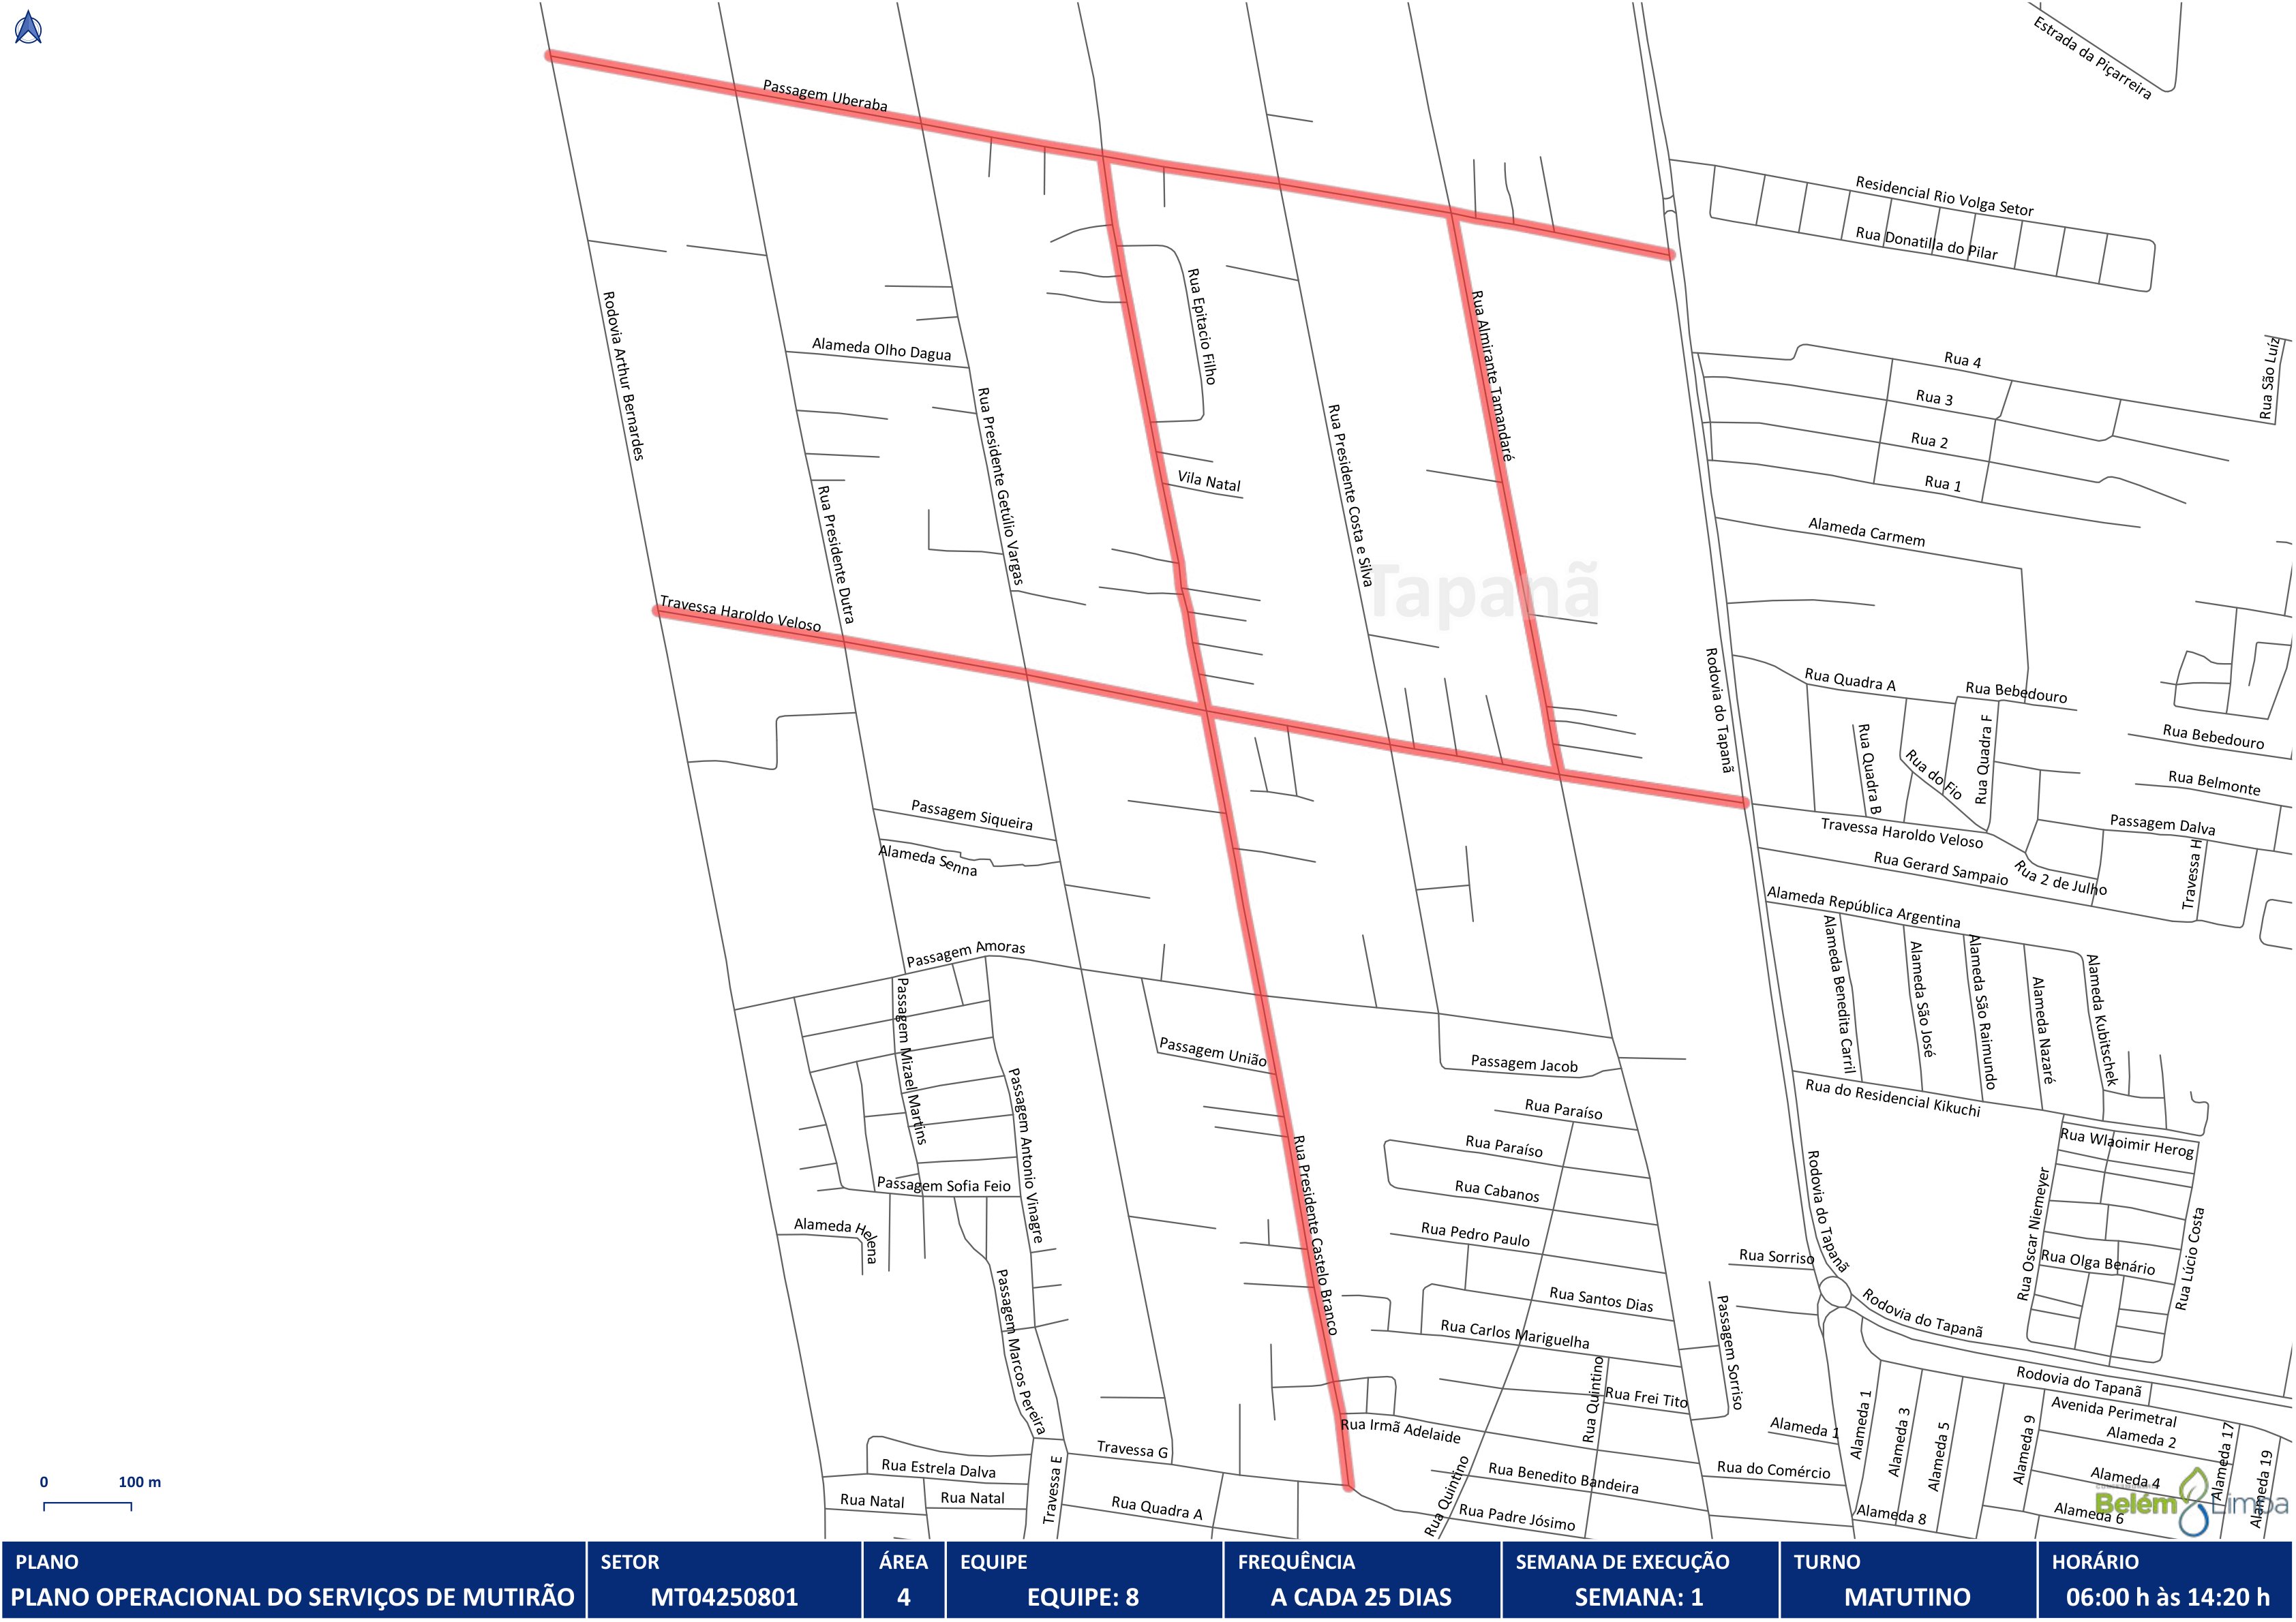 Estrada da Piçarreira
Passagem Uberaba
Residencial Rio Volga Setor
Rua Donatilla do Pilar
Rua Epitacio Filho
Rodovia Arthur Bernardes
Rua Almirante Tamandaré
Alameda Olho Dagua
Rua 4
Rua São Luíz
Rua Presidente Getúlio Vargas
Rua 3
Rua Presidente Costa e Silva
Rua 2
Vila Natal
Rua 1
Rua Presidente Dutra
Alameda Carmem
Tapanã
Travessa Haroldo Veloso
Rodovia do Tapanã
Rua Quadra A
Rua Bebedouro
Rua Quadra B
Rua do Fio
Rua Quadra F
Rua Bebedouro
Rua Belmonte
Passagem Siqueira
Travessa Haroldo Veloso
Passagem Dalva
Alameda Senna
Rua Gerard Sampaio
Rua 2 de Julho
Travessa H
Alameda República Argentina
Passagem Amoras
Alameda Benedita Carril
Alameda São José
Alameda São Raimundo
Alameda Nazaré
Alameda Kubitschek
Passagem Mizael Martins
Passagem União
Passagem Jacob
Passagem Antonio Vinagre
Rua do Residencial Kikuchi
Rua Paraíso
Rua Paraíso
Rua Wlaoimir Herog
Rua Presidente Castelo Branco
Rua Cabanos
Passagem Sofia Feio
Rodovia do Tapanã
Rua Oscar Niemeyer
Rua Lúcio Costa
Alameda Helena
Rua Pedro Paulo
Rua Sorriso
Rua Olga Benário
Passagem Marcos Pereira
Rua Santos Dias
Passagem Sorriso
Rodovia do Tapanã
Rua Carlos Mariguelha
Rua Quintino
Rua Frei Tito
Rodovia do Tapanã
Avenida Perimetral
Rua Irmã Adelaide
Alameda 1
Alameda 1
Alameda 3
Alameda 5
Alameda 9
Alameda 2
Alameda 17
Alameda 19
Travessa G
Rua Estrela Dalva
Travessa E
Rua Quintino
Rua Benedito Bandeira
Rua do Comércio
Alameda 4
Rua Natal
Rua Natal
Rua Quadra A
Rua Padre Jósimo
Alameda 8
Alameda 6
Belém Limpa
0 100 m
PLANO
PLANO OPERACIONAL DO SERVIÇOS DE MUTIRÃO
SETOR
MT04250801
ÁREA
4
EQUIPE
EQUIPE: 8
FREQUÊNCIA
A CADA 25 DIAS
SEMANA DE EXECUÇÃO
SEMANA: 1
TURNO
MATUTINO
HORÁRIO
06:00 h às 14:20 h